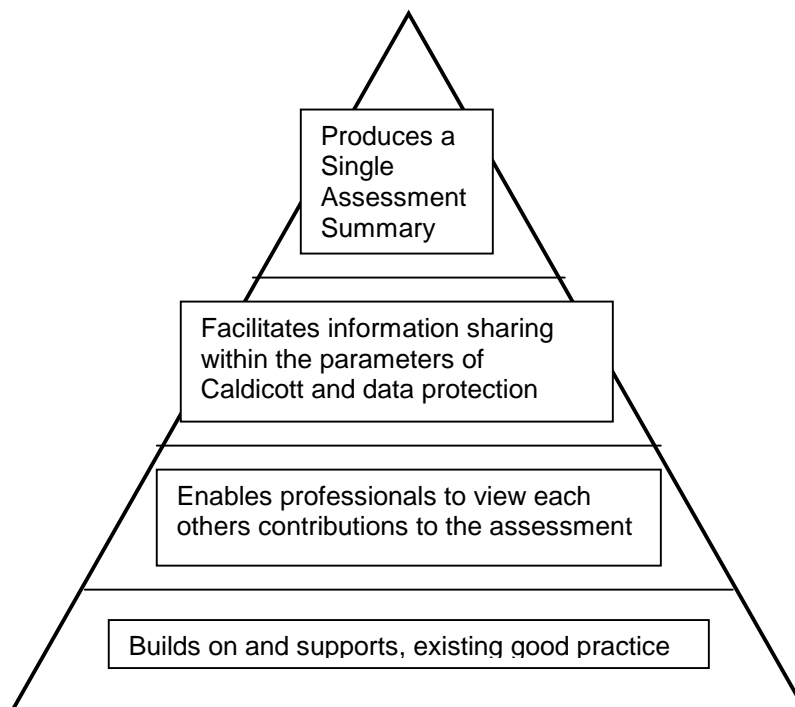 Produces a
Single
Assessment
Summary
Facilitates information sharing
within the parameters of
Caldicott and data protection
Enables professionals to view each
others contributions to the assessment
Builds on and supports, existing good practice